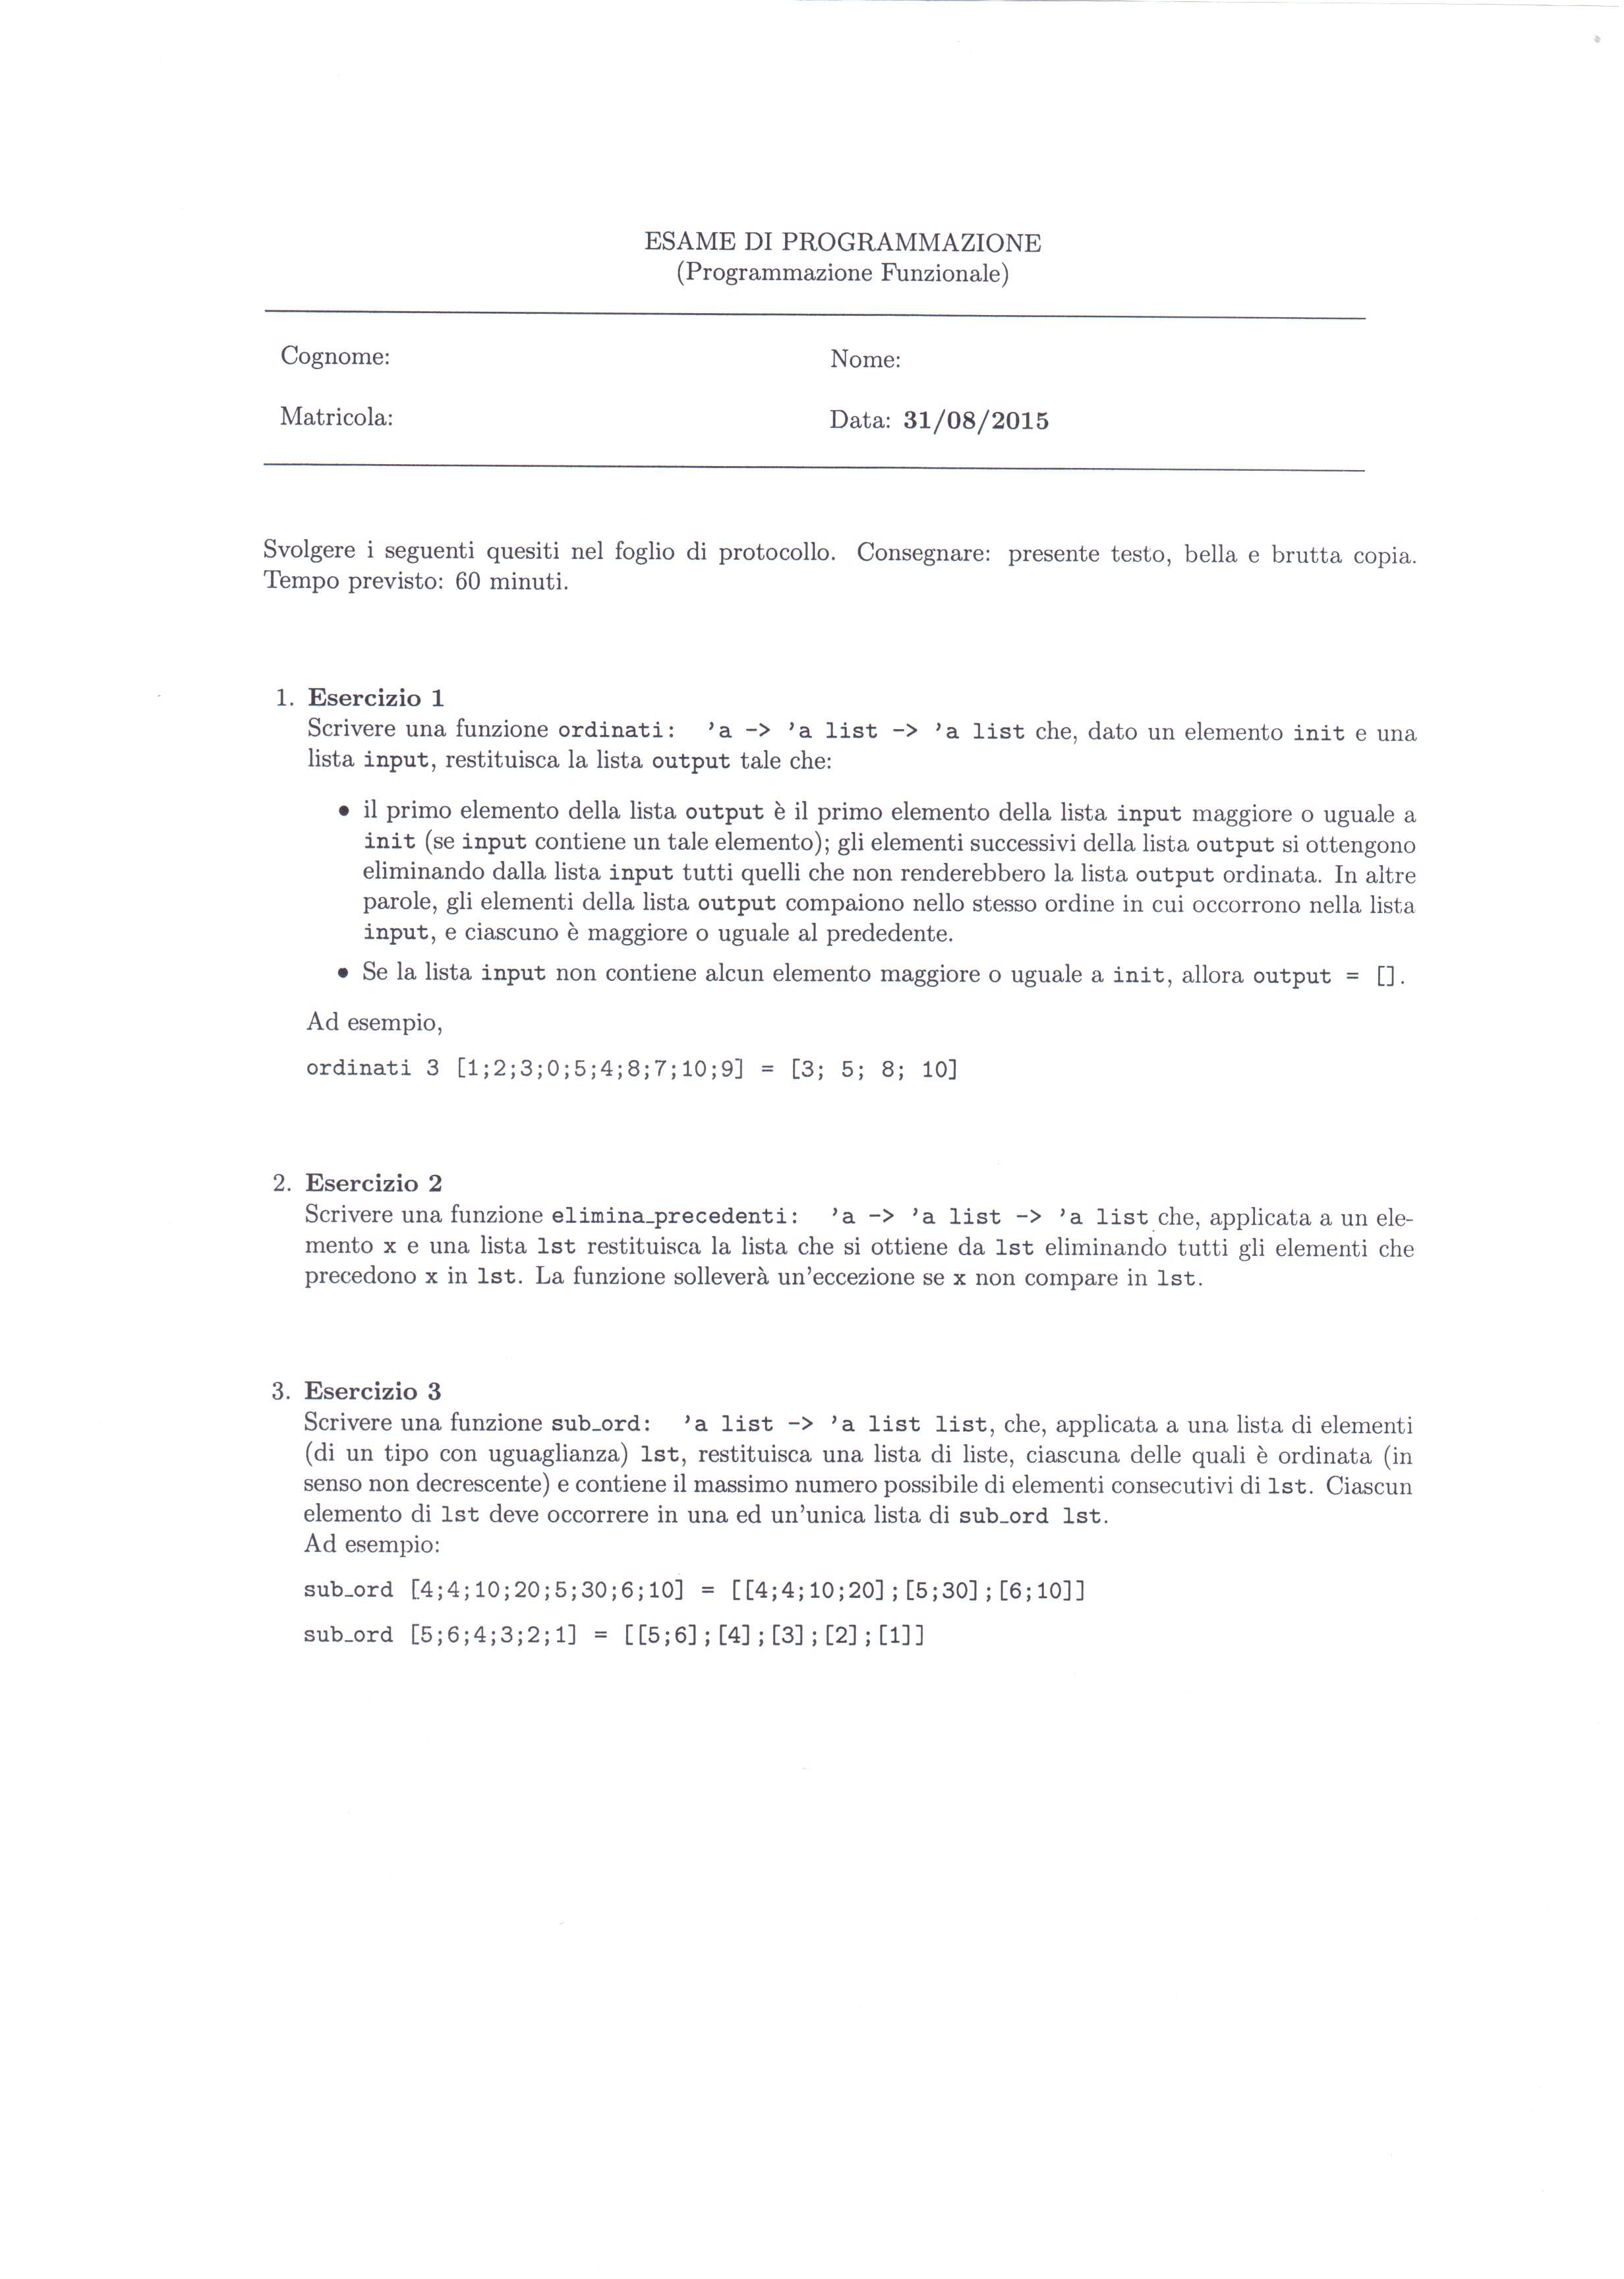 ESAME DI PROGRAMMAZIONE
(Programmazione Funzionale)
Cognome: Nome:
Matricola: Data: 31/08/2015
Svolgere i seguenti quesiti nel foglio di protocollo. Consegnare: presente testo, bella e brutta copia.
Tempo previsto: 60 minuti.
1. Esercizio 1
Scrivere una funzione ordinati: 'a -> 'a list -> 'a list che, dato un elemento init e una
lista input, restituisca la lista output tale che:
• il primo elemento della lista output è il primo elemento della lista input maggiore o uguale a
init (se input contiene un tale elemento); gli elementi successivi della lista output si ottengono
eliminando dalla lista input tutti quelli che non renderebbero la lista output ordinata. In altre
parole, gli elementi della lista output compaiono nello stesso ordine in cui occorrono nella lista
input, e ciascuno è maggiore o uguale al prededente.
• Se la lista input non contiene alcun elemento maggiore o uguale a init, allora output = [].
Ad esempio,
ordinati 3 [1;2;3;0;5;4;8;7;10;9] = [3; 5; 8; 10]
2. Esercizio 2
Scrivere una funzione elimina_precedenti: 'a -> 'a list -> 'a list che, applicata a un ele-
mento x e una lista lst restituisca la lista che si ottiene da lst eliminando tutti gli elementi che
precedono x in lst. La funzione solleverà un'eccezione se x non compare in lst.
3. Esercizio 3
Scrivere una funzione sub_ord: 'a list -> 'a list list, che, applicata a una lista di elementi
(di un tipo con uguaglianza) lst, restituisca una lista di liste, ciascuna delle quali è ordinata (in
senso non decrescente) e contiene il massimo numero possibile di elementi consecutivi di lst. Ciascun
elemento di lst deve occorrere in una ed un'unica lista di sub_ord lst.
Ad esempio:
sub_ord [4;4;10;20;5;30;6;10] = [[4;4;10;20];[5;30];[6;10]]
sub_ord [5;6;4;3;2;1] = [[5;6];[4];[3];[2];[1]]